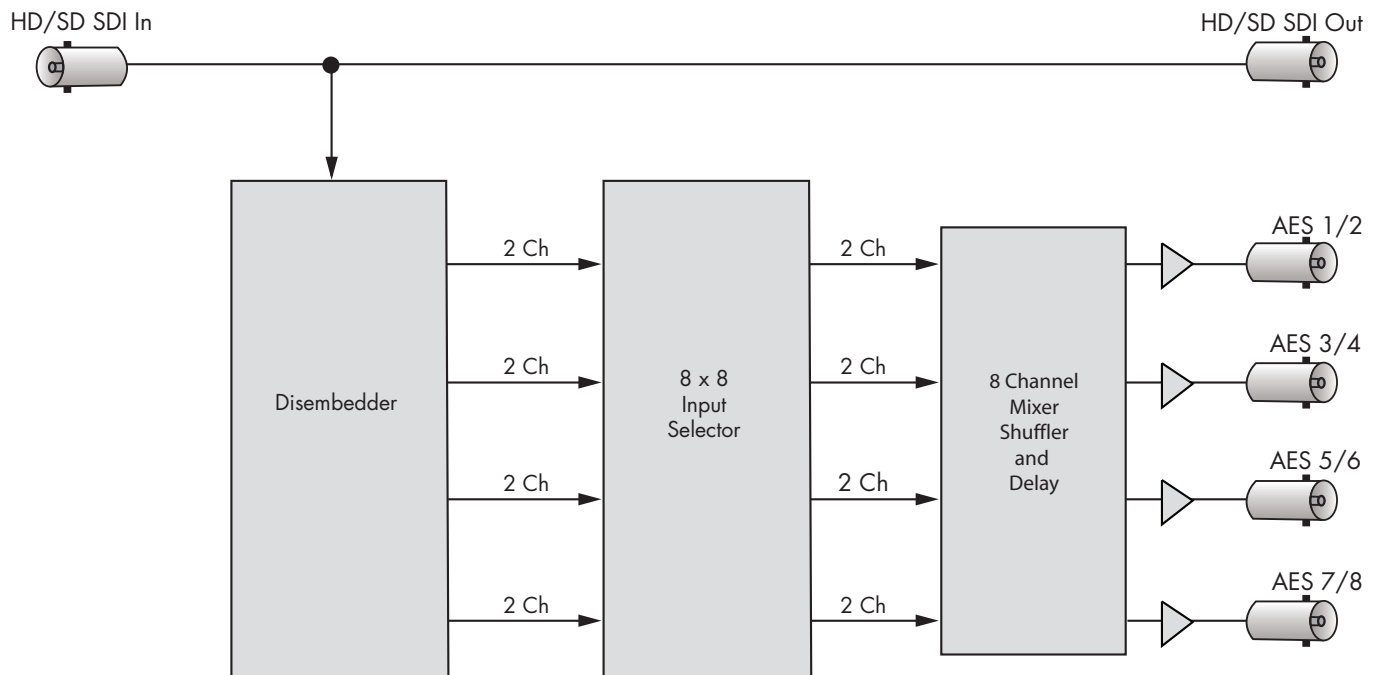 HD/SD SDI In
HD/SD SDI Out
AES 1/2
2 Ch
2 Ch
AES 3/4
2 Ch
2 Ch
Disembedder
8 x 8
Input
Selector
8 Channel
Mixer
Shuffler
and
Delay
AES 5/6
2 Ch
2 Ch
AES 7/8
2 Ch
2 Ch